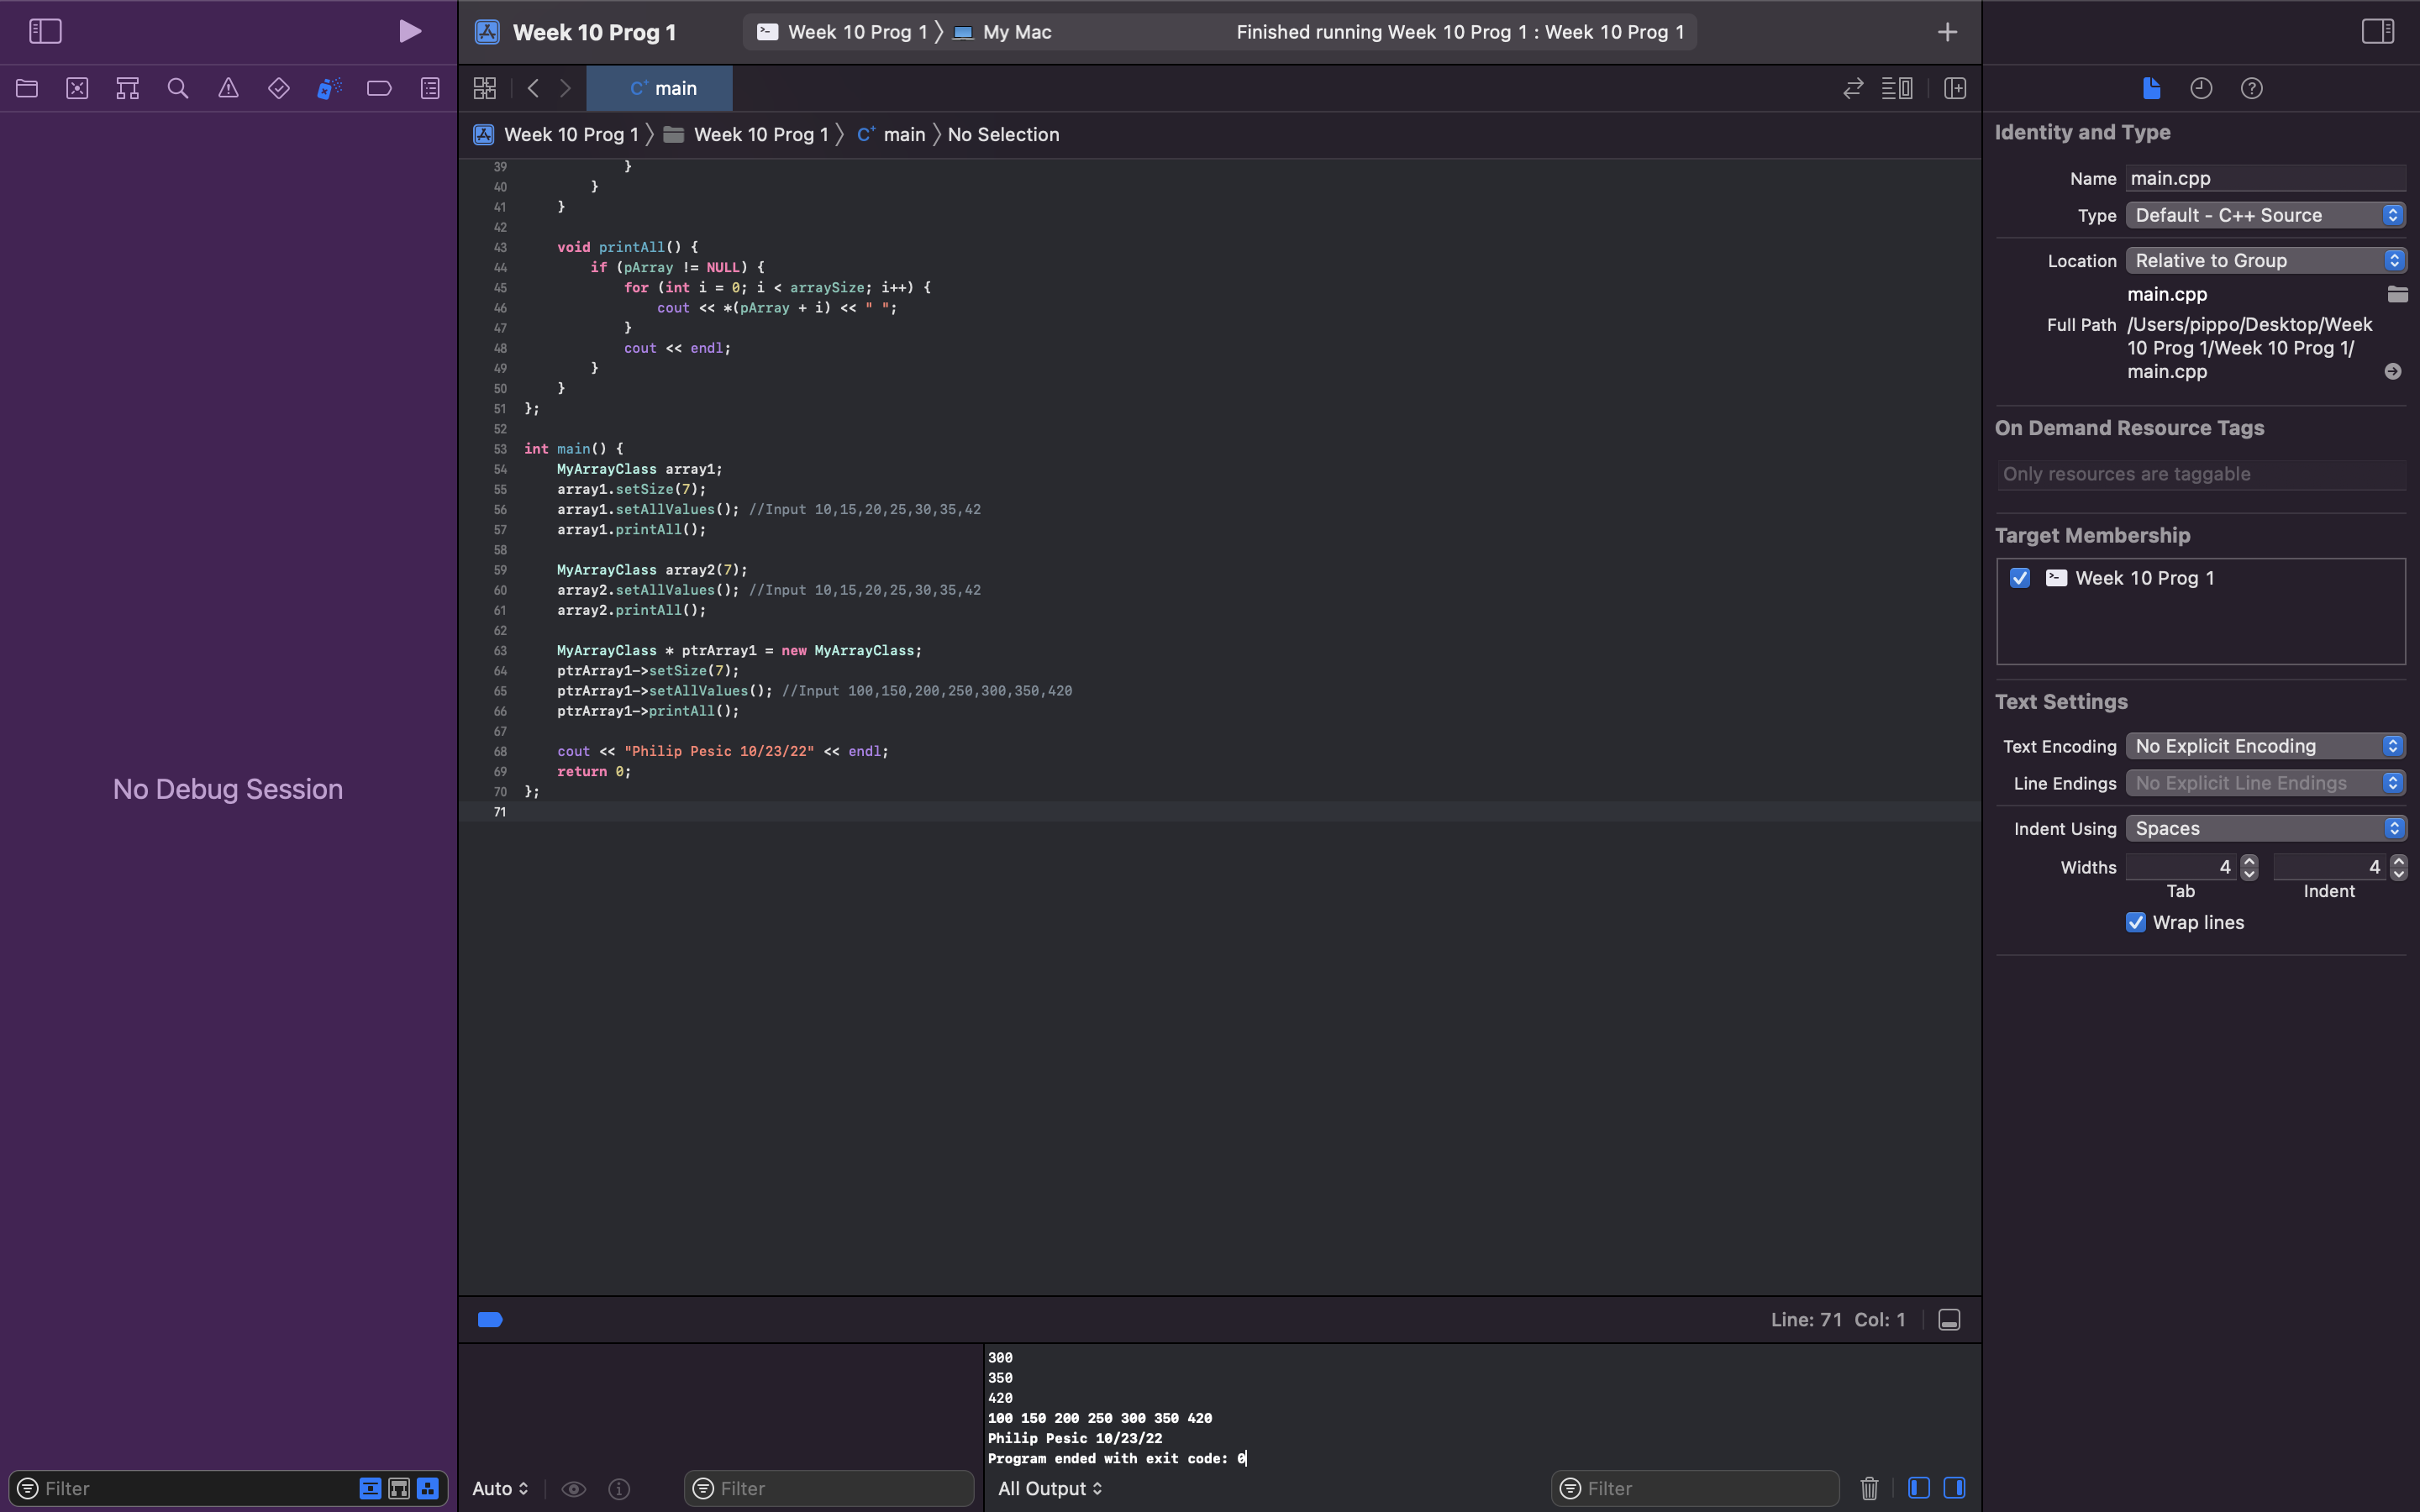 Week 10 Prog 1
Week 10 Prog 1 〉 My Mac
Finished running Week 10 Prog 1 : Week 10 Prog 1
C+ main
Week 10 Prog 1 〉 Week 10 Prog 1 〉 C+ main 〉 No Selection
No Debug Session
Filter
39             }
40         }
41     }
42
43     void printAll() {
44         if (pArray != NULL) {
45             for (int i = 0; i < arraySize; i++) {
46                 cout << *(pArray + i) << " ";
47             }
48             cout << endl;
49         }
50     }
51 };
52
53 int main() {
54     MyArrayClass array1;
55     array1.setSize(7);
56     array1.setAllValues(); //Input 10,15,20,25,30,35,42
57     array1.printAll();
58
59     MyArrayClass array2(7);
60     array2.setAllValues(); //Input 10,15,20,25,30,35,42
61     array2.printAll();
62
63     MyArrayClass * ptrArray1 = new MyArrayClass;
64     ptrArray1->setSize(7);
65     ptrArray1->setAllValues(); //Input 100,150,200,250,300,350,420
66     ptrArray1->printAll();
67
68     cout << "Philip Pesic 10/23/22" << endl;
69     return 0;
70 };
71
Line: 71 Col: 1
300
350
420
100 150 200 250 300 350 420
Philip Pesic 10/23/22
Program ended with exit code: 0
Auto
Filter
All Output
Filter
Identity and Type
Name main.cpp
Type Default - C++ Source
Location Relative to Group
main.cpp
Full Path /Users/pippo/Desktop/Week
10 Prog 1/Week 10 Prog 1/
main.cpp
On Demand Resource Tags
Only resources are taggable
Target Membership
Week 10 Prog 1
Text Settings
Text Encoding No Explicit Encoding
Line Endings No Explicit Line Endings
Indent Using Spaces
Widths 4 4
Tab Indent
Wrap lines